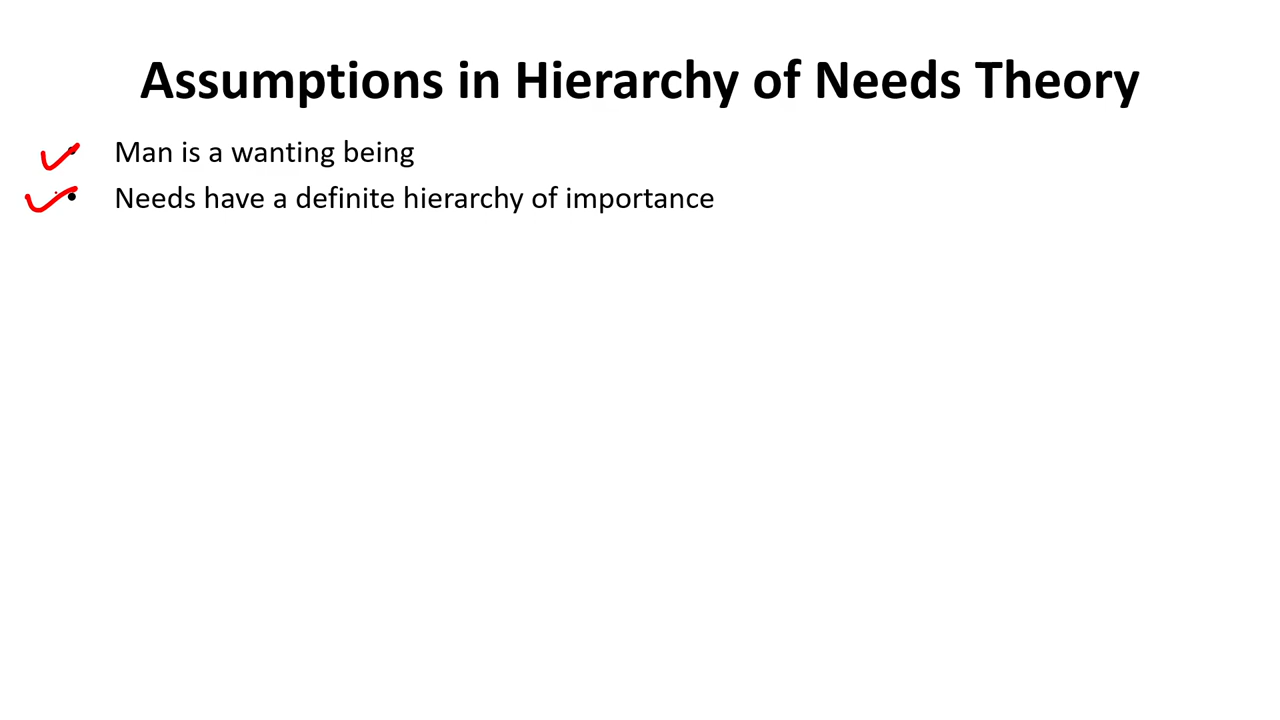 Assumptions in Hierarchy of Needs Theory
• Man is a wanting being
• Needs have a definite hierarchy of importance